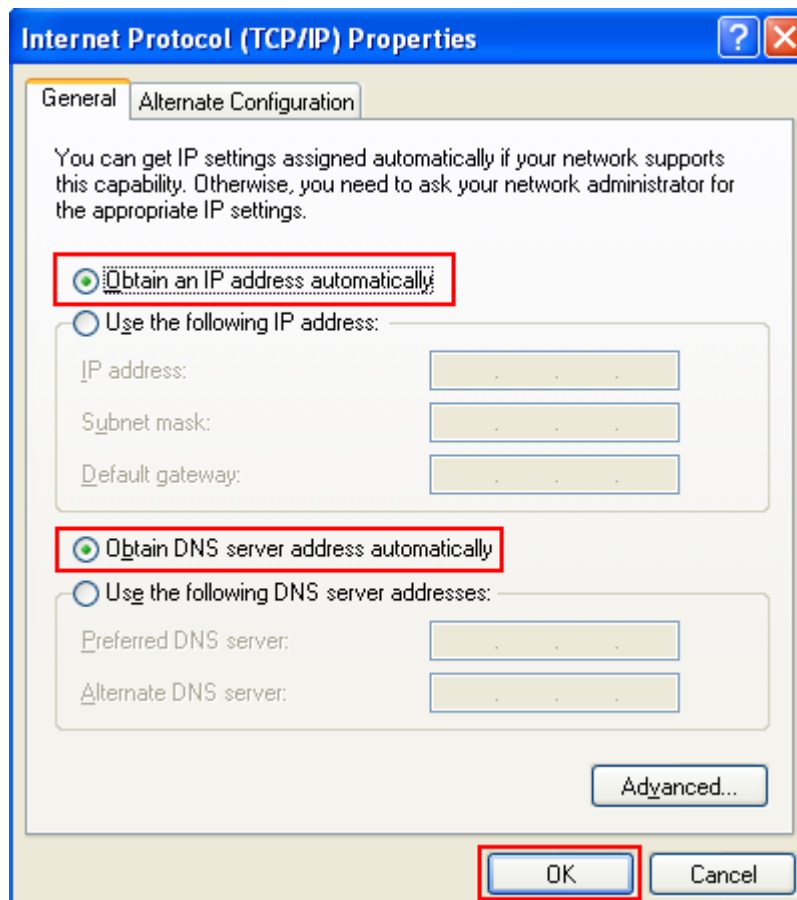 Internet Protocol (TCP/IP) Properties
?
General
Alternate Configuration
You can get IP settings assigned automatically if your network supports
this capability. Otherwise, you need to ask your network administrator for
the appropriate IP settings.
Obtain an IP address automatically
Use the following IP address:
IP address:
Subnet mask:
Default gateway:
Obtain DNS server address automatically
Use the following DNS server addresses:
Preferred DNS server:
Alternate DNS server:
Advanced...
OK
Cancel